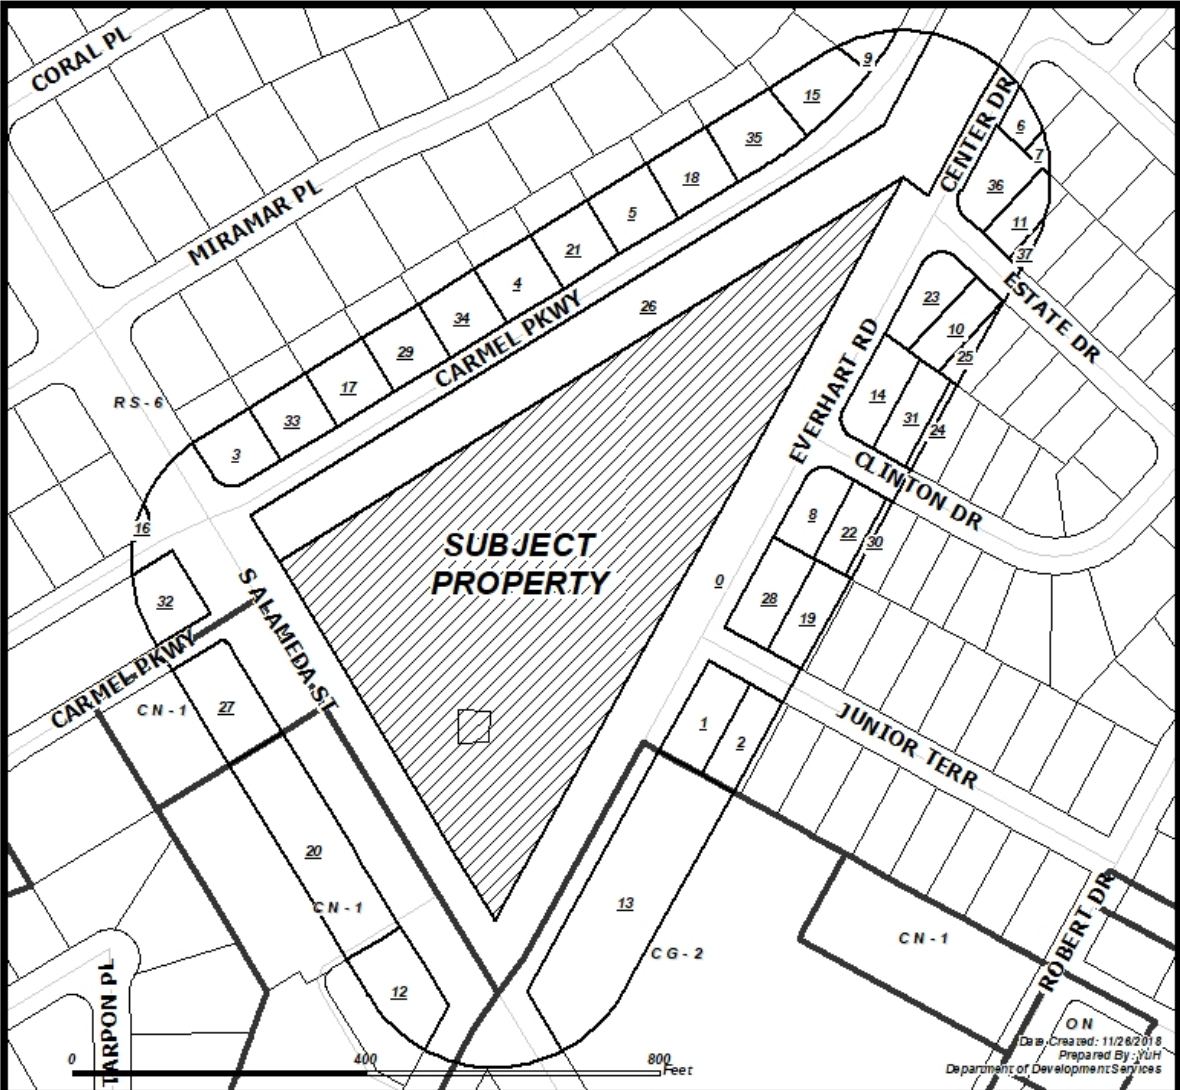 CORAL PL
9
15
CENTER DR
6
35
7
MIRAMAR PL
18
36
5
11
21
37
4
ESTATE DR
23
34
CARMEL PKWY
26
10
29
25
EVERHART RD
17
14
RS-6
33
31
24
3
CLINTON DR
16
8
22
30
SUBJECT
PROPERTY
S ALAMEDA ST
0
32
28
19
CARMEL PKWY
CN-1
27
1
2
JUNIOR TERR
20
13
CN-1
CN-1
ROBERT DR
CG-2
12
TARPON PL
ON
Date Created: 11/26/2018
Prepared By: YuH
Department of Development Services
0 400 800
Feet